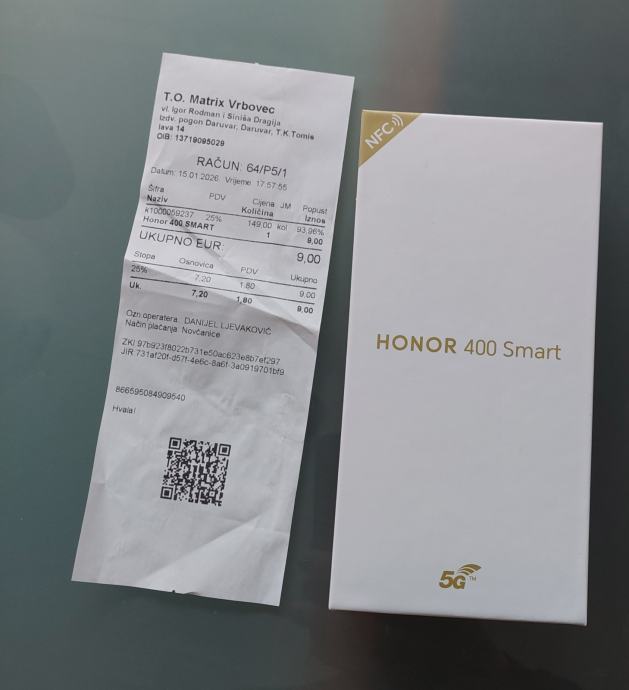 T.O. Matrix Vrbovec
vl. Igor Rodman i Siniša Dragija
Izdv. pogon Daruvar, Daruvar, T.K.Tomis
lava 14
OIB: 13719095029
RAČUN: 64/P5/1
Datum: 15.01.2026. Vrijeme: 17:57:55
Šifra PDV Cijena JM Popust
Naziv Količina Iznos
k1000059237 25% 149,00 kol 93,96%
Honor 400 SMART 1 9,00
UKUPNO EUR: 9,00
Stopa Osnovica PDV Ukupno
25% 7,20 1,80 9,00
Uk. 7,20 1,80 9,00
Ozn.operatera: DANIJEL LJEVAKOVIĆ
Način plaćanja: Novčanice
ZKI 97b923f8022b731e50ac623e8b7ef297
JIR 731af20f-d57f-4e6c-8a6f-3a0919701bf9
866595084909540
Hvala!
NFC
HONOR 400 Smart
5G TM